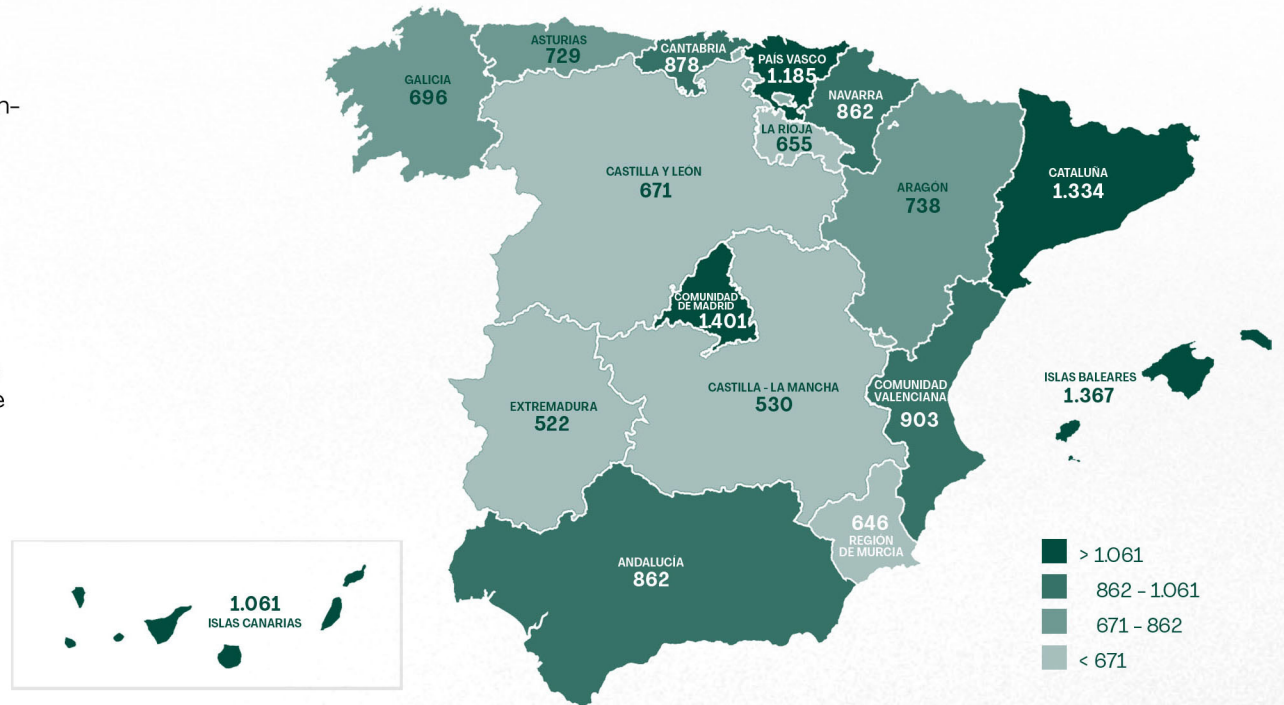 n-
e
ASTURIAS
729
CANTABRIA
878
PAÍS VASCO
1.185
GALICIA
696
NAVARRA
862
LA RIOJA
655
CASTILLA Y LEÓN
671
ARAGÓN
738
CATALUÑA
1.334
COMUNIDAD
DE MADRID
1.401
ISLAS BALEARES
1.367
CASTILLA - LA MANCHA
530
COMUNIDAD
VALENCIANA
903
EXTREMADURA
522
646
REGIÓN
DE MURCIA
ANDALUCÍA
862
1.061
ISLAS CANARIAS
> 1.061
862 - 1.061
671 - 862
< 671